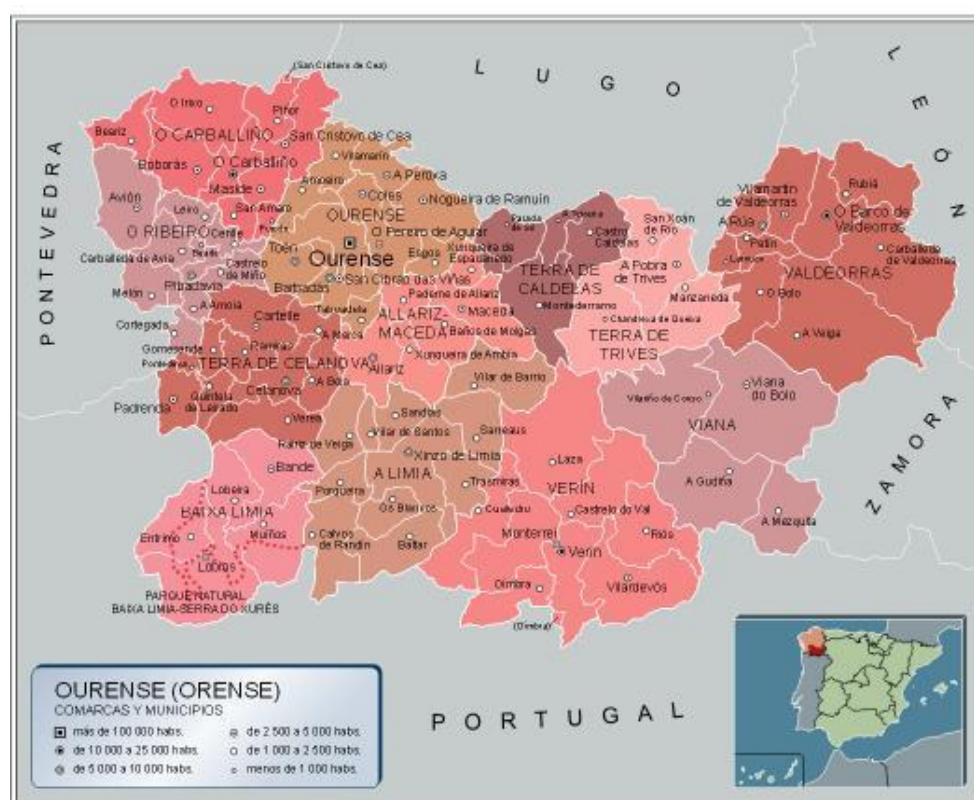 LUGO
LEÓN
PONTEVEDRA
ZAMORA
PORTUGAL
(San Cristovo de Cea)
O Irixo
Piñor
Beariz
O CARBALLIÑO
San Cristovo de Cea
Vilamarín
Boborás
O Carballiño
A Peroxa
Maside
Amoeiro
Coles
Nogueira de Ramuín
Avión
Leiro
San Amaro
OURENSE
O RIBEIRO
Cenlle
Toén
O Pereiro de Aguiar
Esgos
Xunqueira de
Espadanedo
Ourense
Carballeda de Avia
Castrelo
de Miño
Barbadás
San Cibrao das Viñas
Ribadavia
Melón
A Arnoia
Taboadela
Paderne de Allariz
ALLARIZ-
MACEDA
Maceda
Baños de Molgas
Cortegada
Cartelle
A Merca
Gomesende
Ramirás
Xunqueira de Ambía
TERRA DE CELANOVA
Allariz
Celanova
A Bola
Vilar de Barrio
Padrenda
Quintela
de Leirado
Verea
Sandiás
Rairiz de Veiga
Vilar de Santos
Sarreaus
Xinzo de Limia
A LIMIA
Trasmiras
Porqueira
Os Blancos
Calvos
de Randín
Baltar
Bande
Lobeira
BAIXA LIMIA
Entrimo
Muíños
Lobios
PARQUE NATURAL
BAIXA LIMIA-SERRA DO XURÉS
Parada
de Sil
A Teixeira
Castro
Caldelas
TERRA DE
CALDELAS
Montederramo
San Xoán
de Río
A Pobra
de Trives
Manzaneda
Chandrexa de Queixa
TERRA DE
TRIVES
Vilamartín
de Valdeorras
Rubiá
A Rúa
O Barco de
Valdeorras
Petín
Larouco
Carballeda
de Valdeorras
VALDEORRAS
O Bolo
A Veiga
Vilariño de Conso
Viana
do Bolo
VIANA
A Gudiña
A Mezquita
Laza
VERÍN
Cualedro
Castrelo do Val
Monterrei
Riós
Verín
Oímbra
Vilardevós
(Oímbra)
OURENSE (ORENSE)
COMARCAS Y MUNICIPIOS
más de 100 000 habs.
de 10 000 a 25 000 habs.
de 5 000 a 10 000 habs.
de 2 500 a 5 000 habs.
de 1 000 a 2 500 habs.
menos de 1 000 habs.